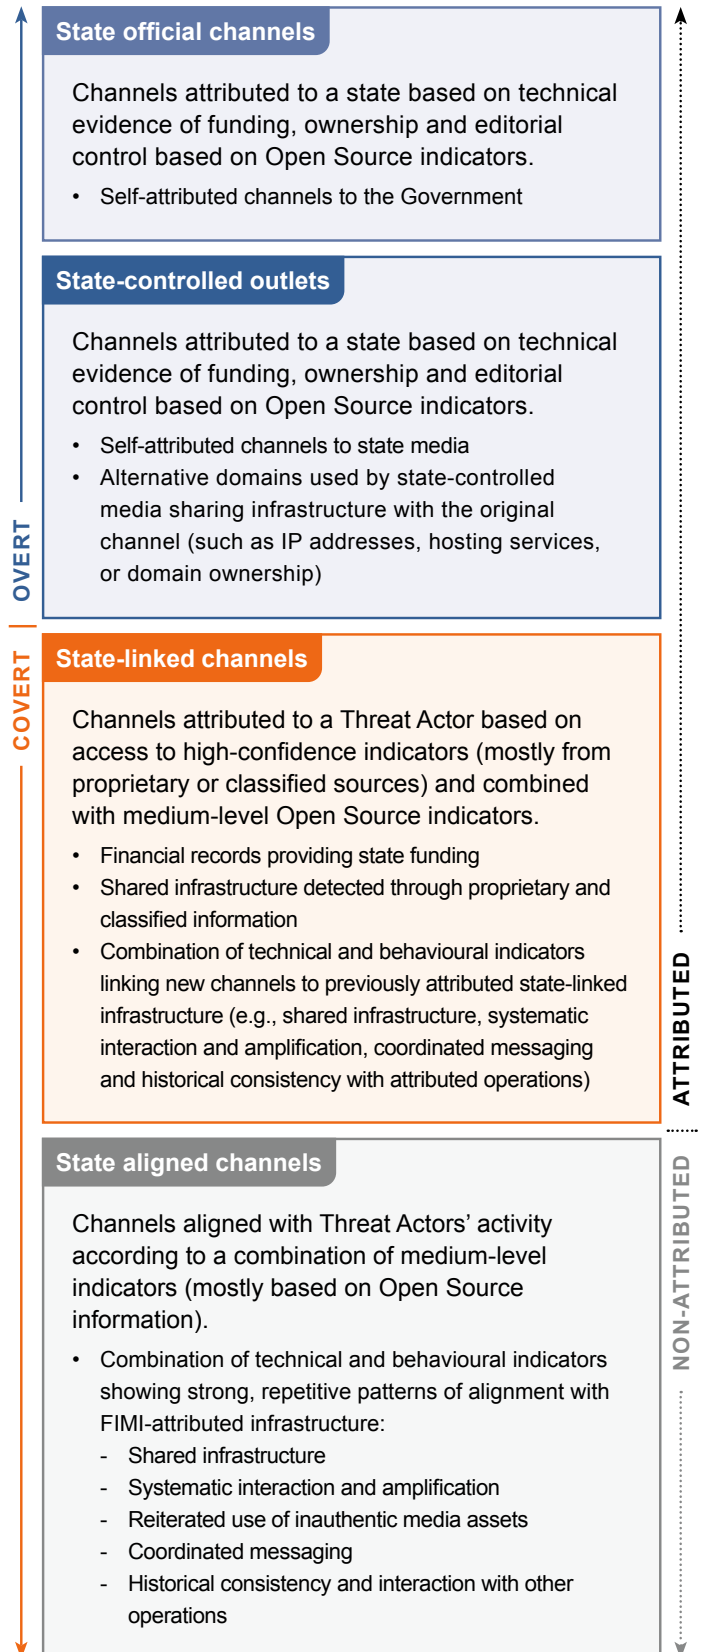 State official channels
Channels attributed to a state based on technical
evidence of funding, ownership and editorial
control based on Open Source indicators.
• Self-attributed channels to the Government
State-controlled outlets
Channels attributed to a state based on technical
evidence of funding, ownership and editorial
control based on Open Source indicators.
• Self-attributed channels to state media
• Alternative domains used by state-controlled
media sharing infrastructure with the original
channel (such as IP addresses, hosting services,
or domain ownership)
OVERT
COVERT
State-linked channels
Channels attributed to a Threat Actor based on
access to high-confidence indicators (mostly from
proprietary or classified sources) and combined
with medium-level Open Source indicators.
• Financial records providing state funding
• Shared infrastructure detected through proprietary and
classified information
• Combination of technical and behavioural indicators
linking new channels to previously attributed state-linked
infrastructure (e.g., shared infrastructure, systematic
interaction and amplification, coordinated messaging
and historical consistency with attributed operations)
ATTRIBUTED
NON-ATTRIBUTED
State aligned channels
Channels aligned with Threat Actors’ activity
according to a combination of medium-level
indicators (mostly based on Open Source
information).
• Combination of technical and behavioural indicators
showing strong, repetitive patterns of alignment with
FIMI-attributed infrastructure:
- Shared infrastructure
- Systematic interaction and amplification
- Reiterated use of inauthentic media assets
- Coordinated messaging
- Historical consistency and interaction with other
operations